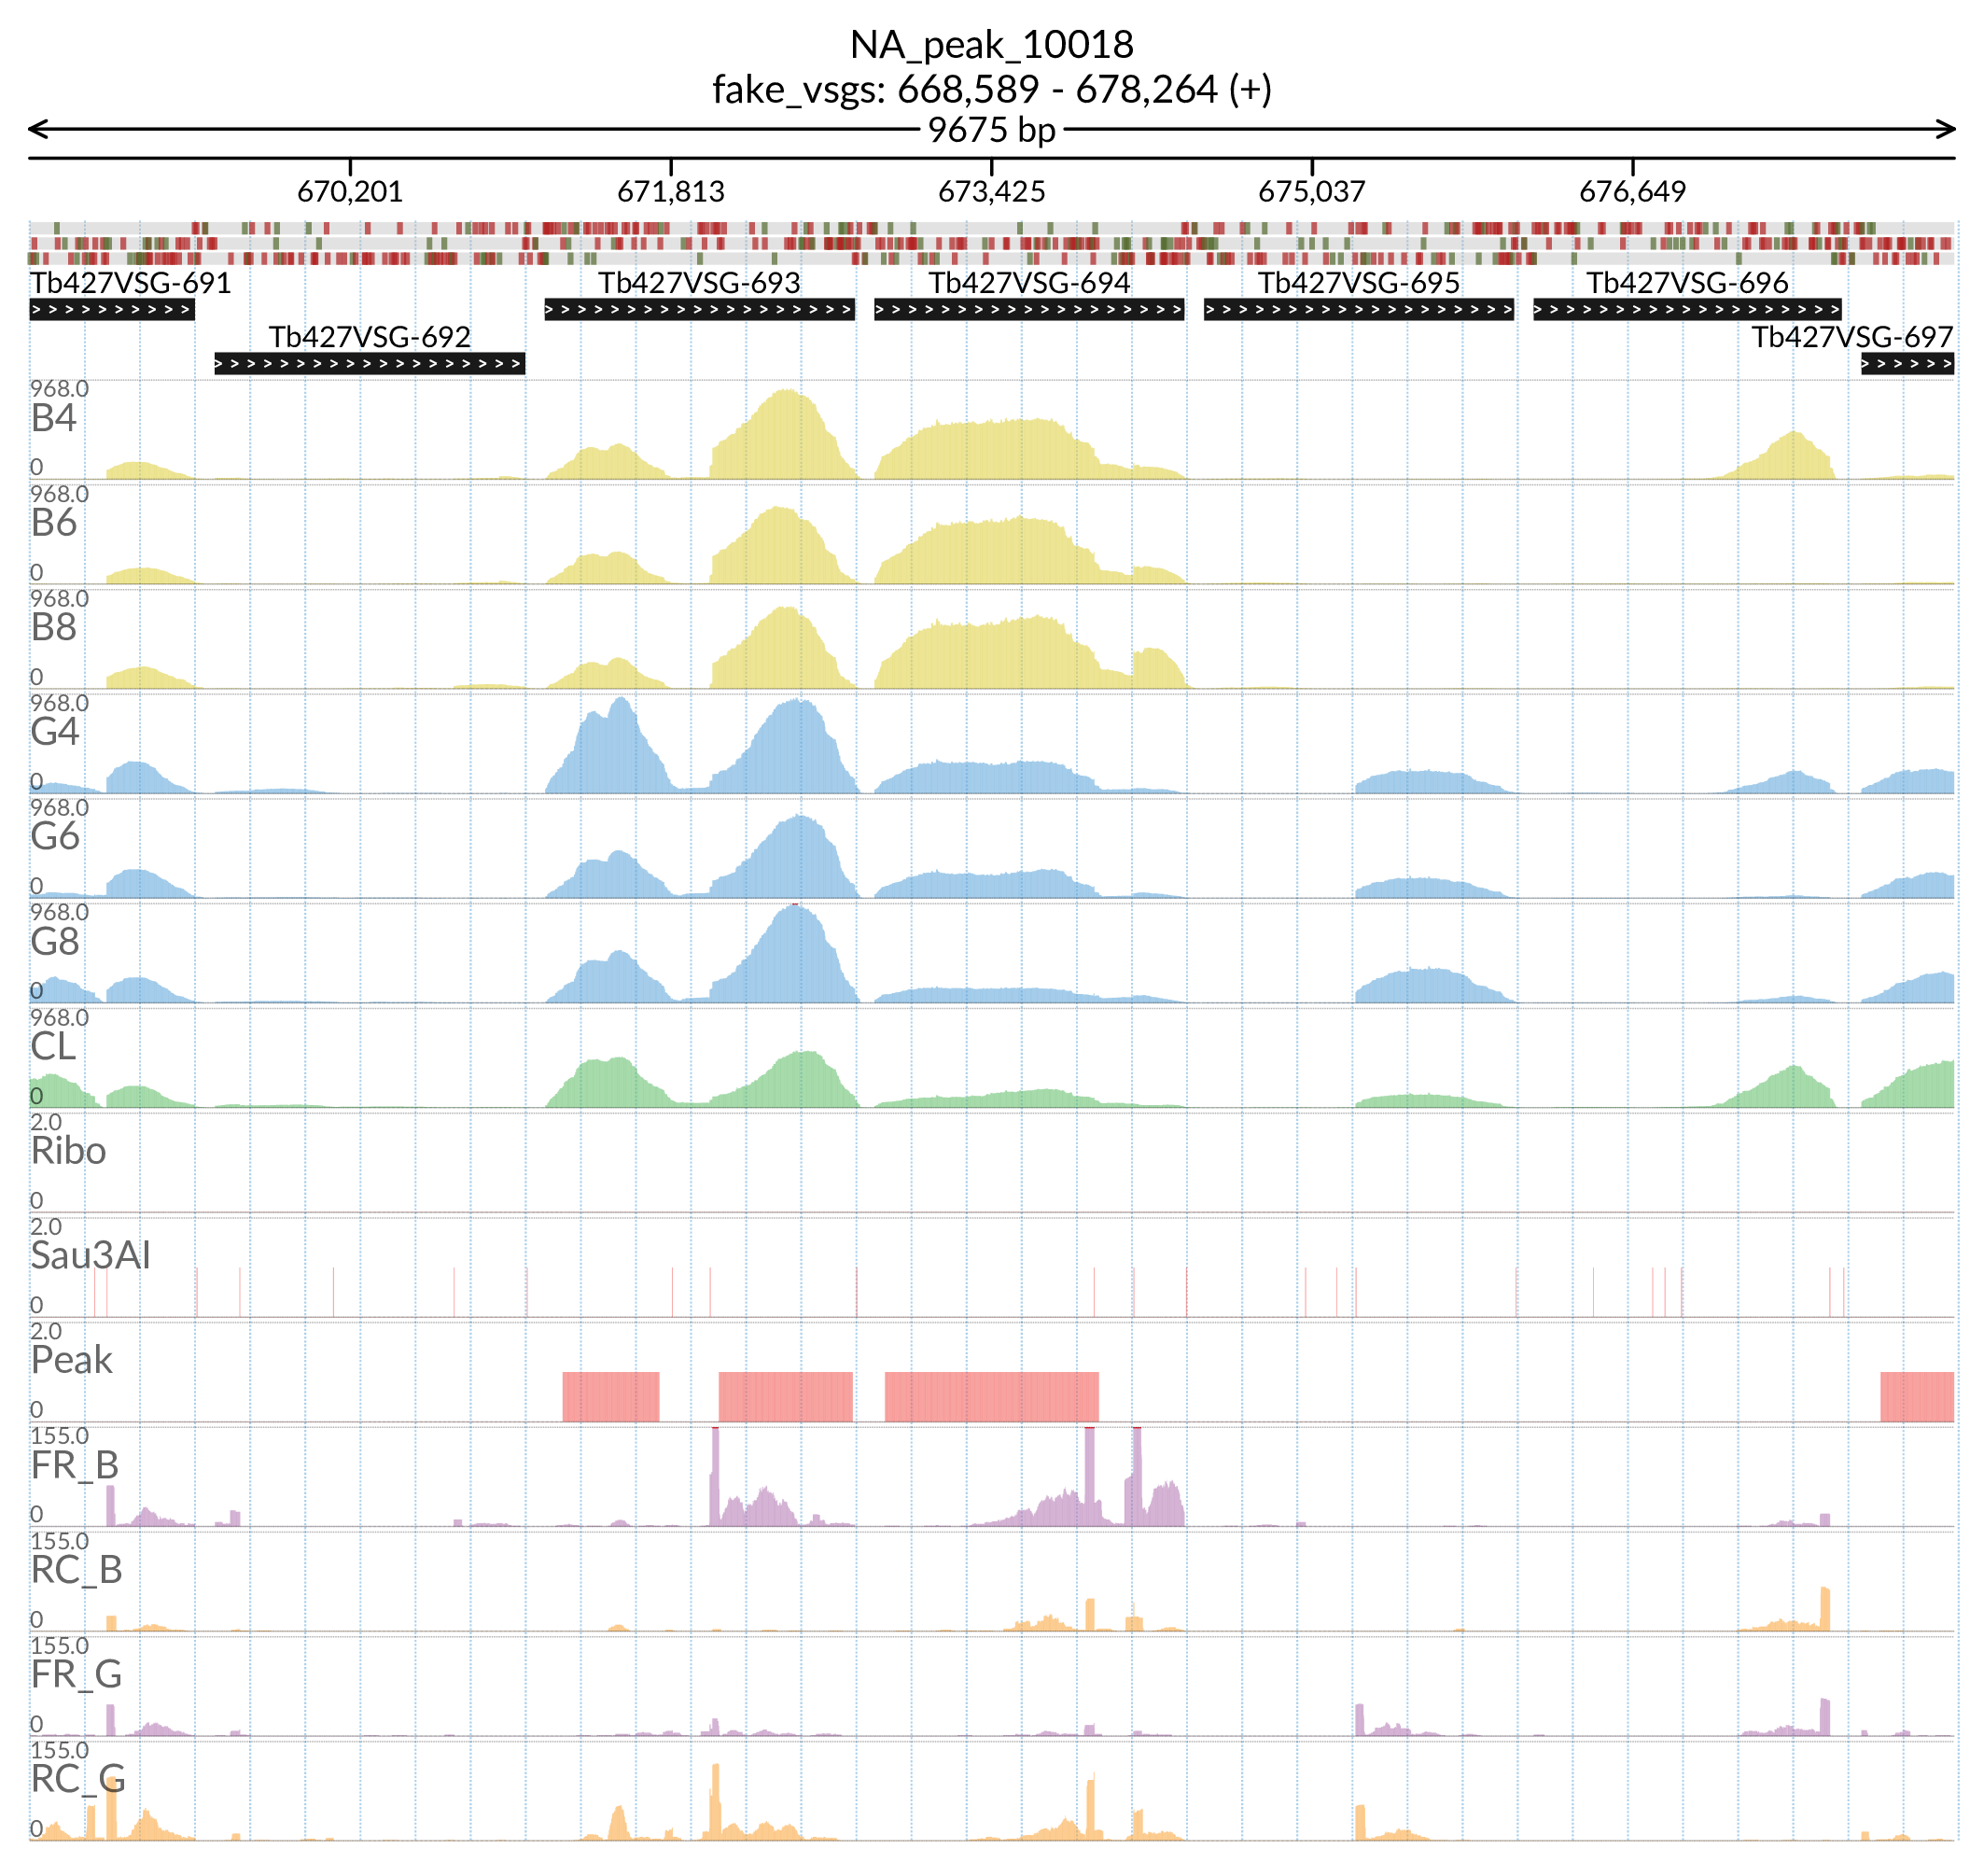 NA_peak_10018
fake_vsgs: 668,589 - 678,264 (+)
9675 bp
670,201 671,813 673,425 675,037 676,649
Tb427VSG-691 Tb427VSG-693 Tb427VSG-694 Tb427VSG-695 Tb427VSG-696
Tb427VSG-692 Tb427VSG-697
968.0
B4
0
968.0
B6
0
968.0
B8
0
968.0
G4
0
968.0
G6
0
968.0
G8
0
968.0
CL
0
2.0
Ribo
0
2.0
Sau3AI
0
2.0
Peak
0
155.0
FR_B
0
155.0
RC_B
0
155.0
FR_G
0
155.0
RC_G
0